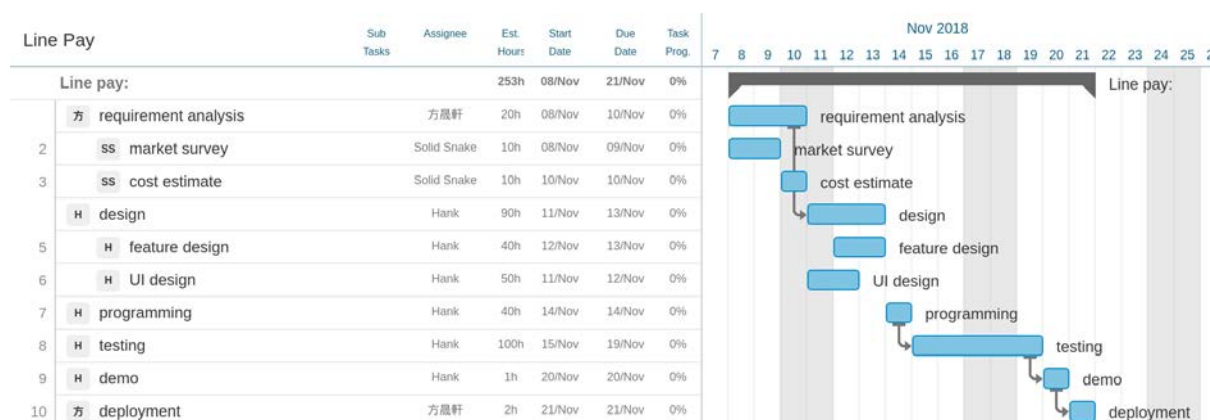 Line Pay Sub Tasks Assignee Est. Hours Start Date Due Date Task Prog. Nov 2018
7 8 9 10 11 12 13 14 15 16 17 18 19 20 21 22 23 24 25
Line pay: 253h 08/Nov 21/Nov 0% Line pay:
方 requirement analysis 方晟軒 20h 08/Nov 10/Nov 0% requirement analysis
2 SS market survey Solid Snake 10h 08/Nov 09/Nov 0% market survey
3 SS cost estimate Solid Snake 10h 10/Nov 10/Nov 0% cost estimate
H design Hank 90h 11/Nov 13/Nov 0% design
5 H feature design Hank 40h 12/Nov 13/Nov 0% feature design
6 H UI design Hank 50h 11/Nov 12/Nov 0% UI design
7 H programming Hank 40h 14/Nov 14/Nov 0% programming
8 H testing Hank 100h 15/Nov 19/Nov 0% testing
9 H demo Hank 1h 20/Nov 20/Nov 0% demo
10 方 deployment 方晟軒 2h 21/Nov 21/Nov 0% deployment